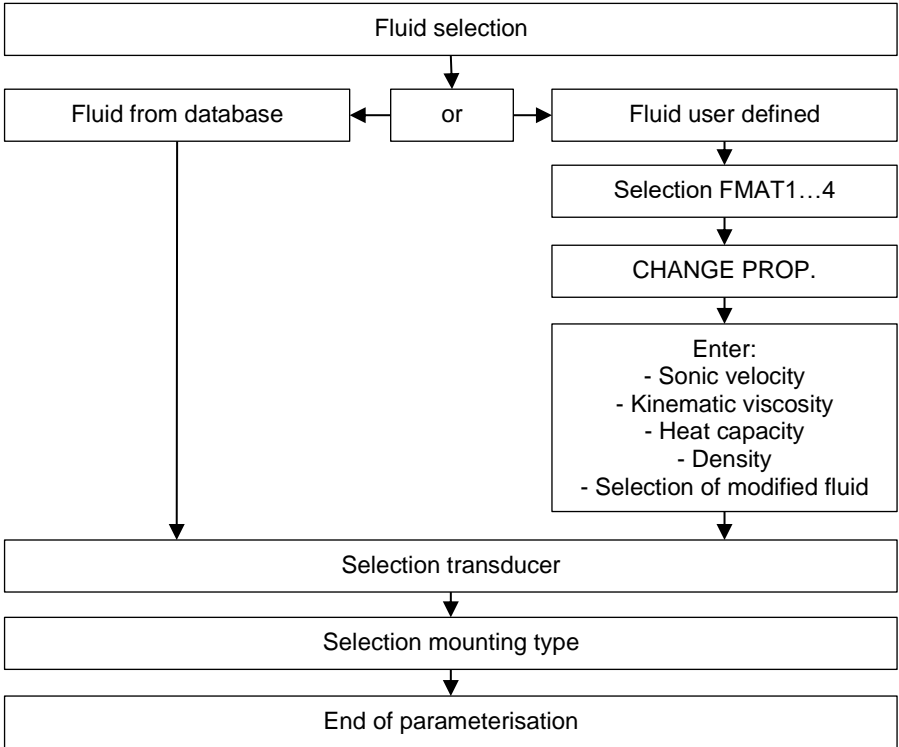 Fluid selection
Fluid from database
or
Fluid user defined
Selection FMAT1…4
CHANGE PROP.
Enter:
- Sonic velocity
- Kinematic viscosity
- Heat capacity
- Density
- Selection of modified fluid
Selection transducer
Selection mounting type
End of parameterisation